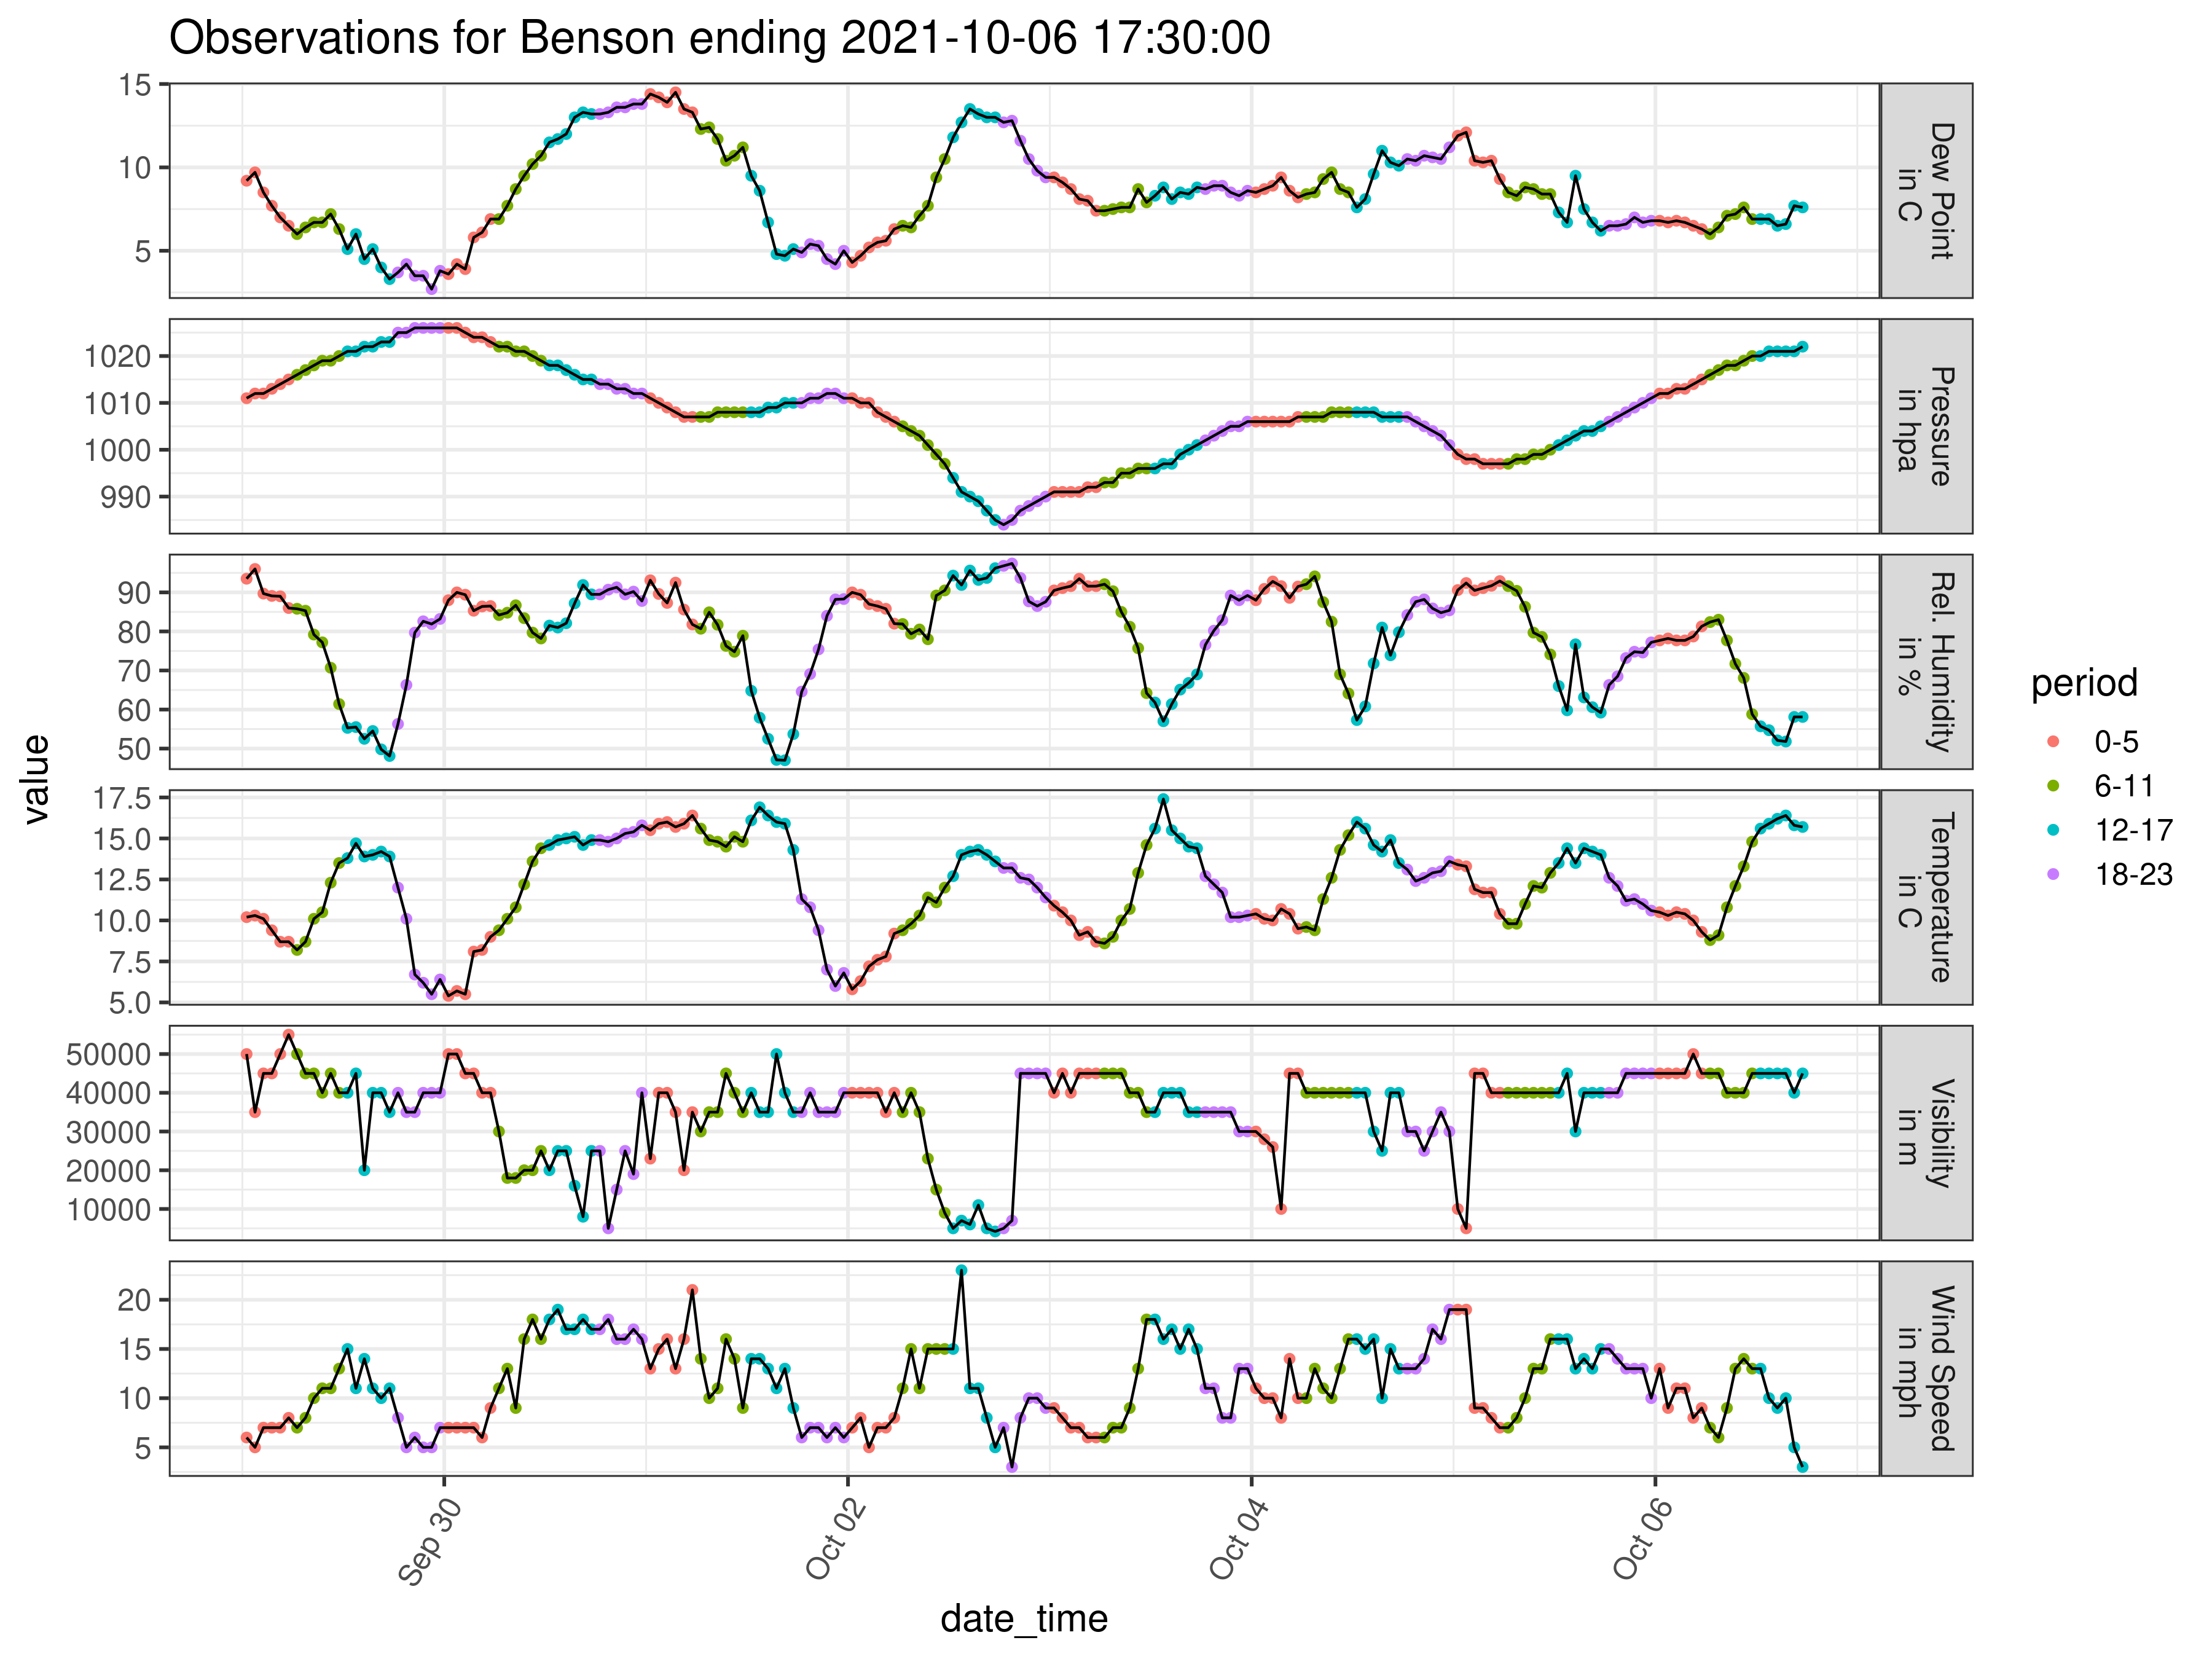 Observations for Benson ending 2021-10-06 17:30:00
value
15
10
5
Dew Point
in C
1020
1010
1000
990
Pressure
in hpa
90
80
70
60
50
Rel. Humidity
in %
17.5
15.0
12.5
10.0
7.5
5.0
Temperature
in C
50000
40000
30000
20000
10000
Visibility
in m
20
15
10
5
Wind Speed
in mph
Sep 30
Oct 02
Oct 04
Oct 06
date_time
period
0-5
6-11
12-17
18-23